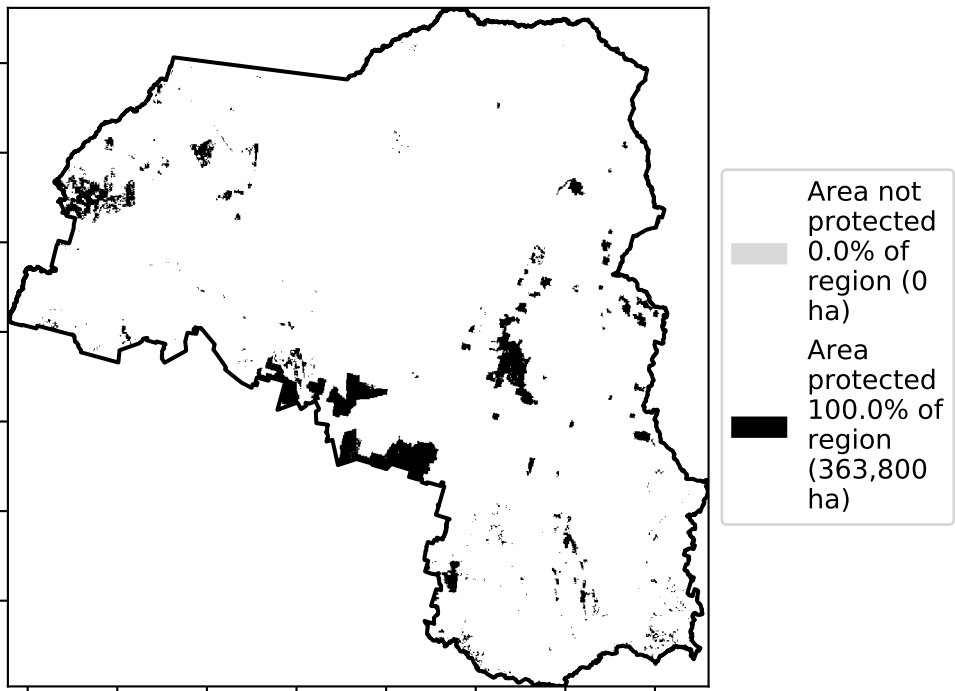 Area not
protected
0.0% of
region (0
ha)
Area
protected
100.0% of
region
(363,800
ha)